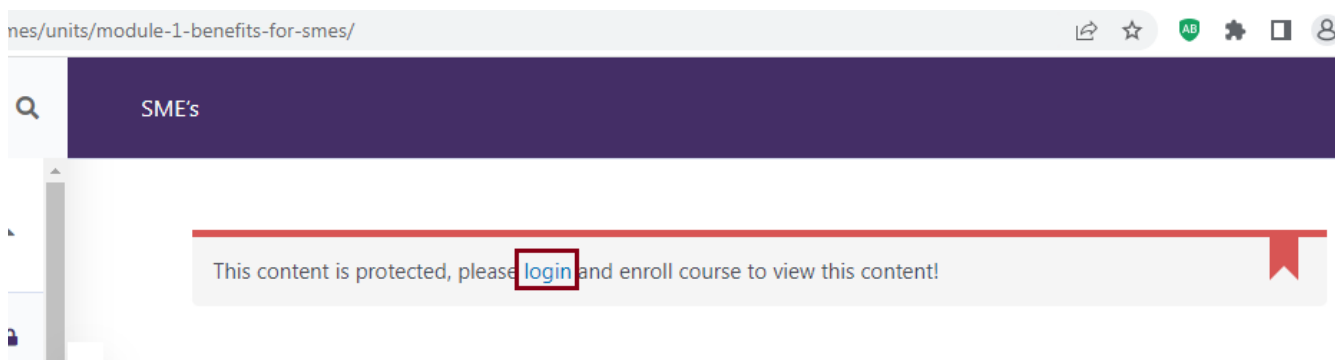 mes/units/module-1-benefits-for-smes/
AB
SME's
This content is protected, please login and enroll course to view this content!